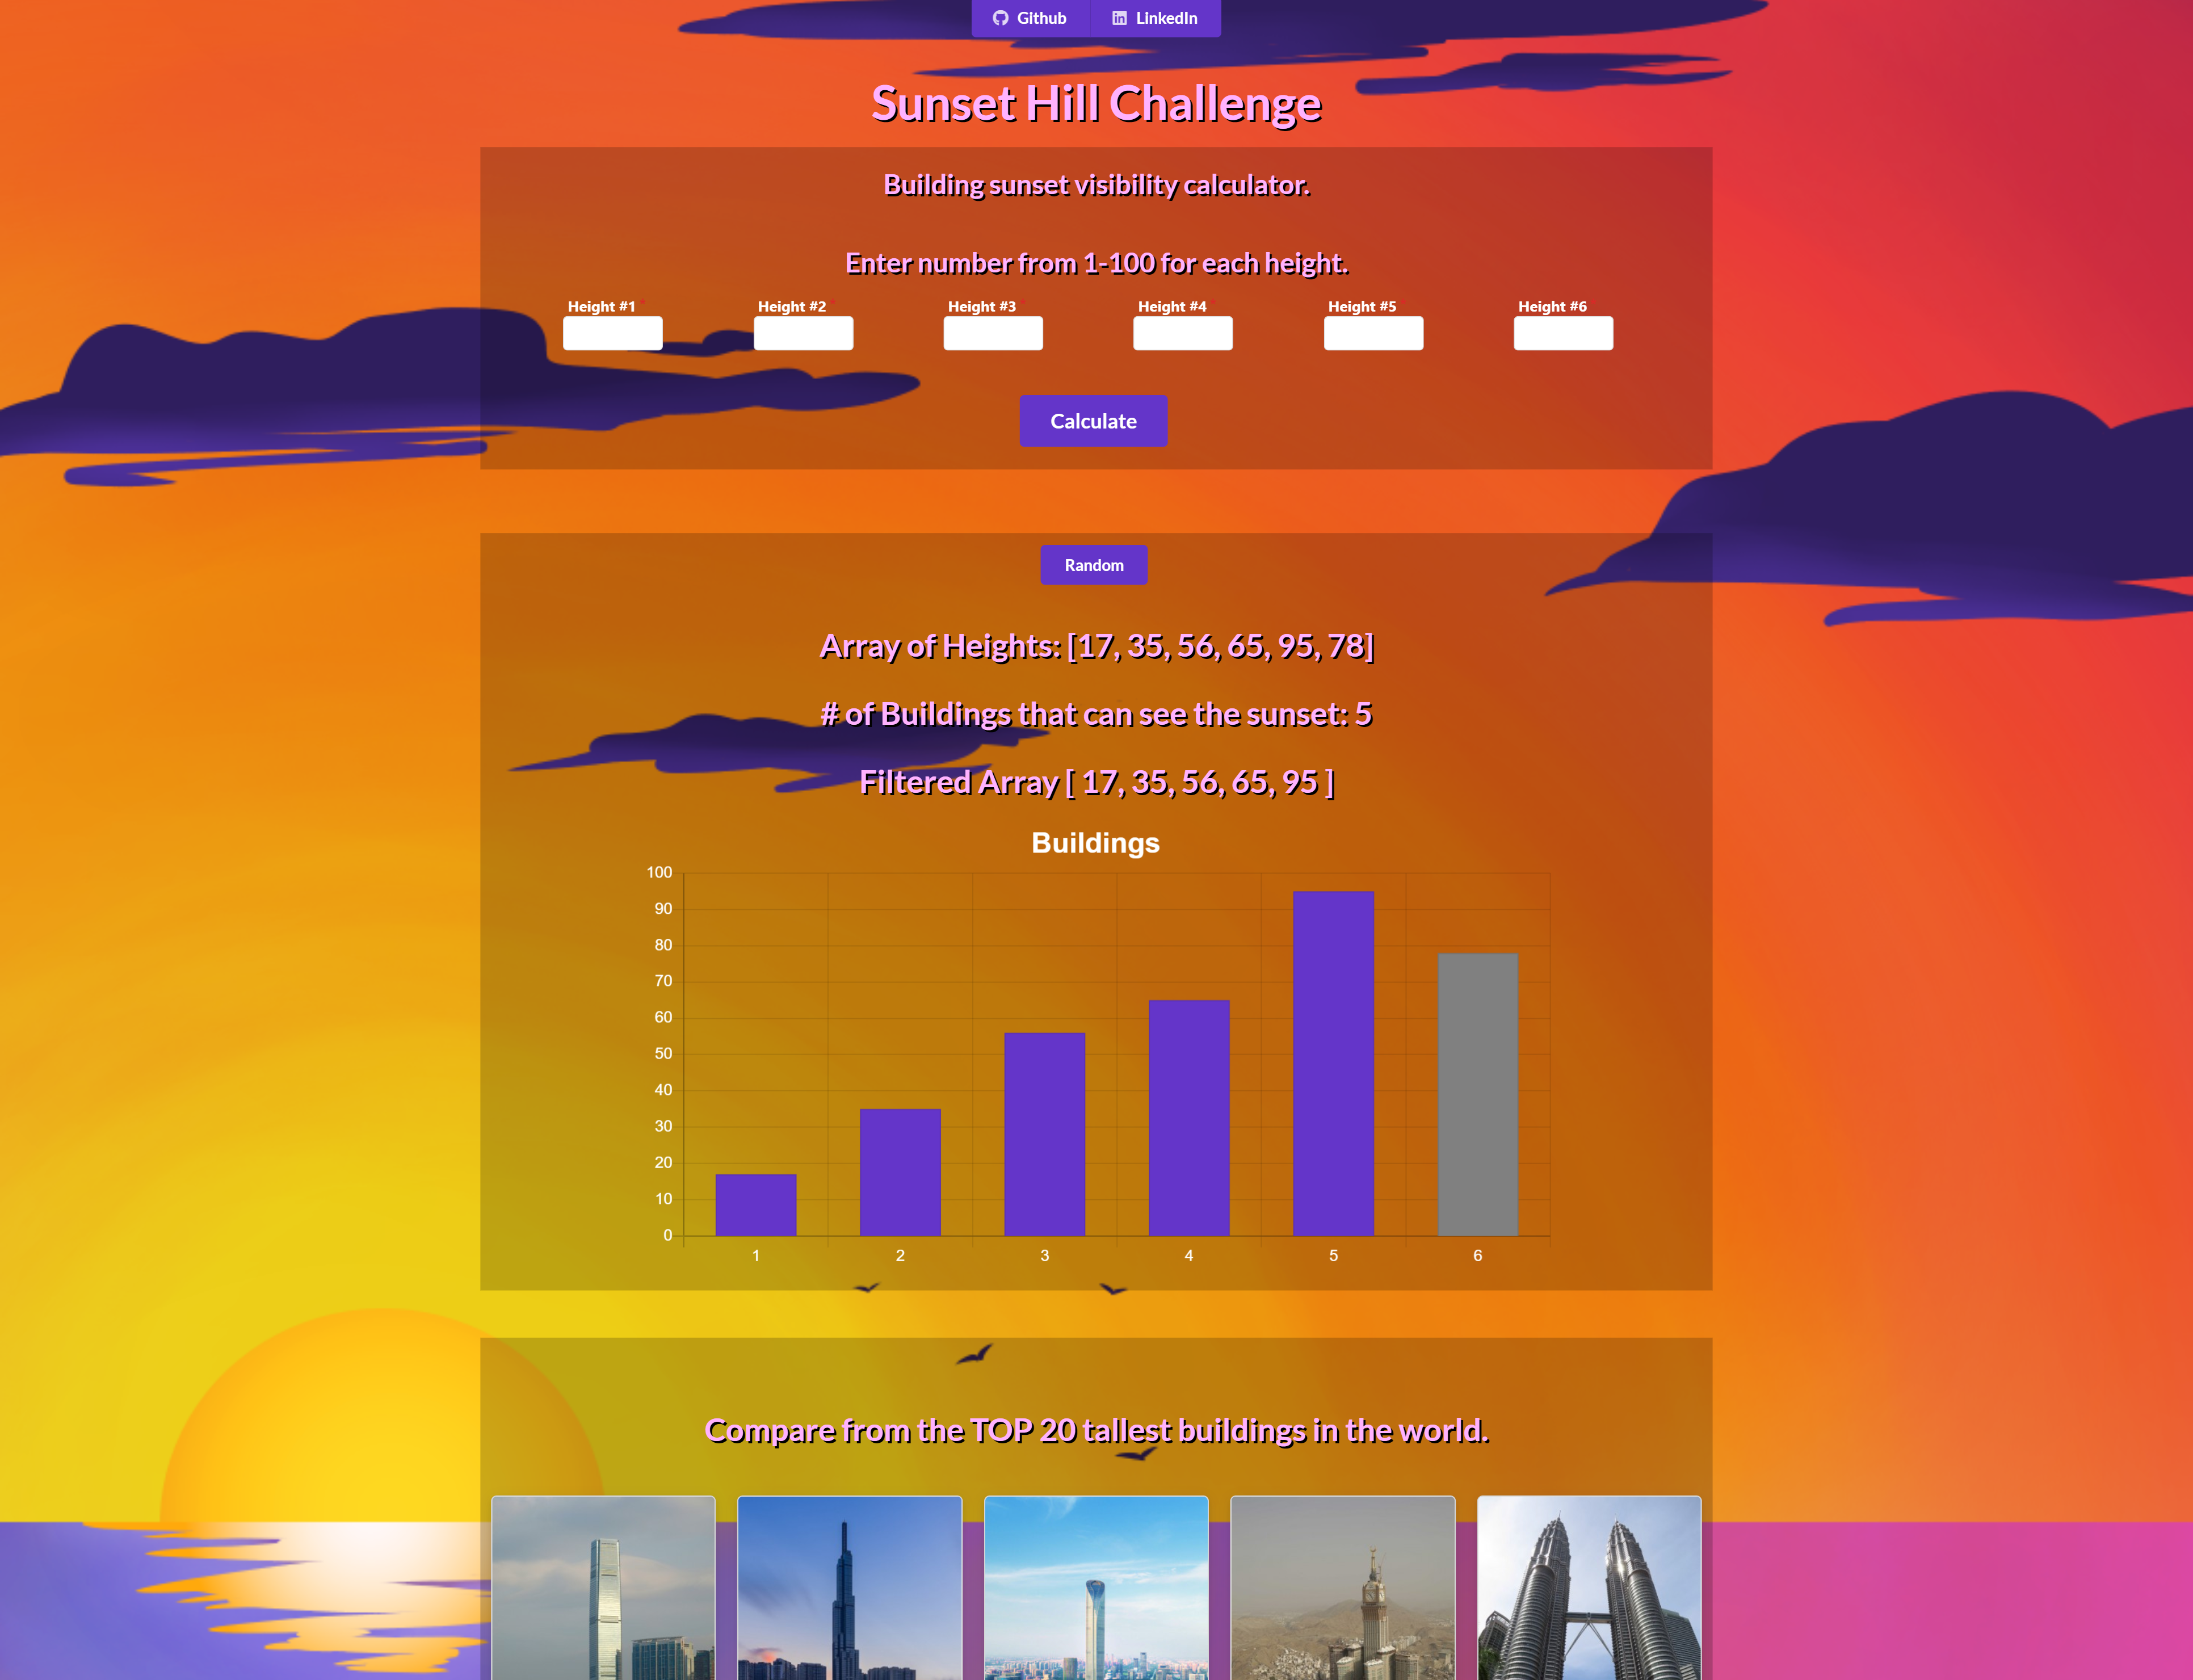 Github LinkedIn
Sunset Hill Challenge
Building sunset visibility calculator.
Enter number from 1-100 for each height.
Height #1 * Height #2 * Height #3 * Height #4 Height #5 Height #6
Calculate
Random
Array of Heights: [17, 35, 56, 65, 95, 78]
# of Buildings that can see the sunset: 5
Filtered Array [ 17, 35, 56, 65, 95 ]
Buildings
100
90
80
70
60
50
40
30
20
10
0
1 2 3 4 5 6
Compare from the TOP 20 tallest buildings in the world.